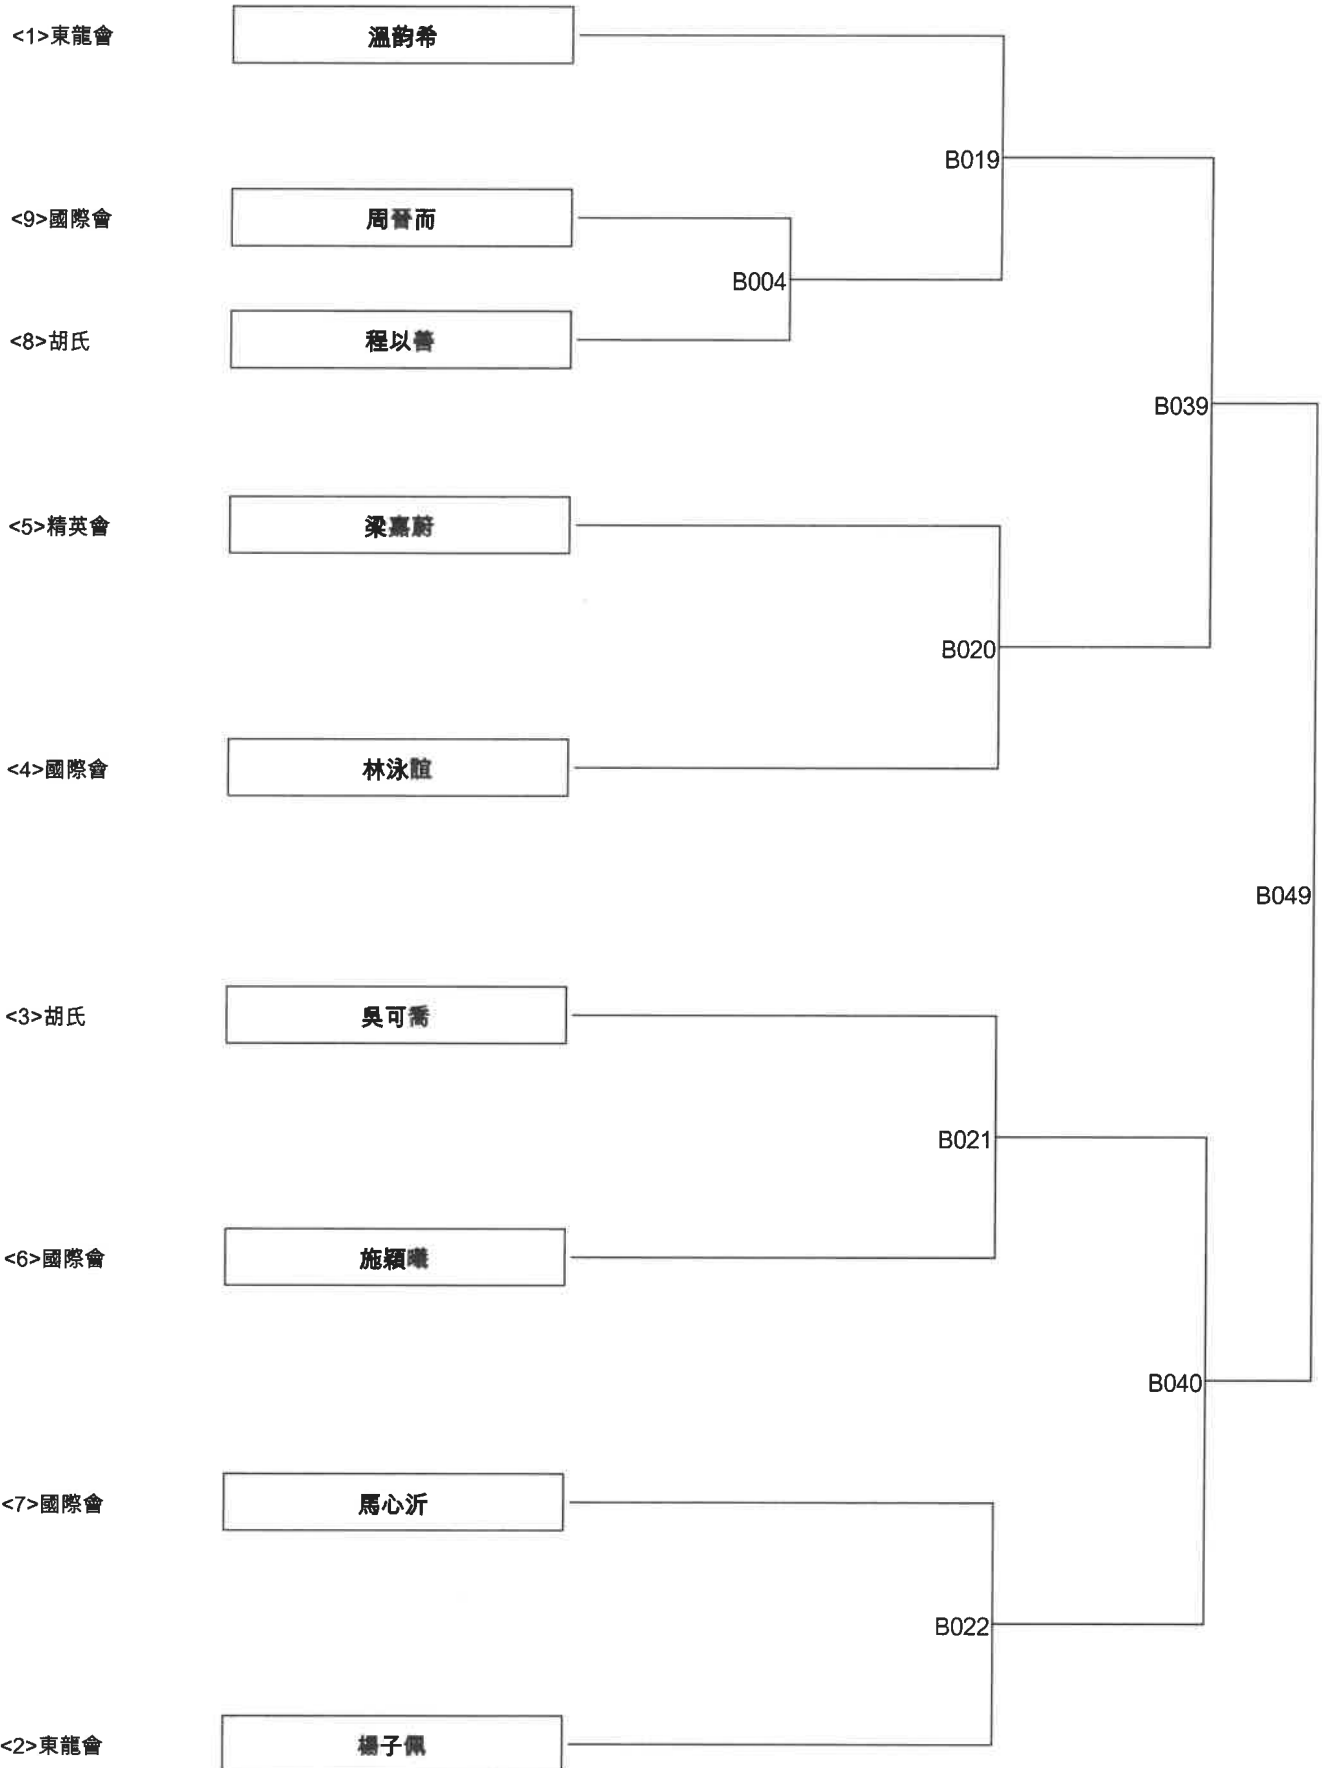 <1>東龍會 溫韵希
B019
<9>國際會 周晉而
B004
<8>胡氏 程以善
B039
<5>精英會 梁嘉蔚
B020
<4>國際會 林泳誼
B049
<3>胡氏 吳可喬
B021
<6>國際會 施穎曦
B040
<7>國際會 馬心沂
B022
<2>東龍會 楊子佩